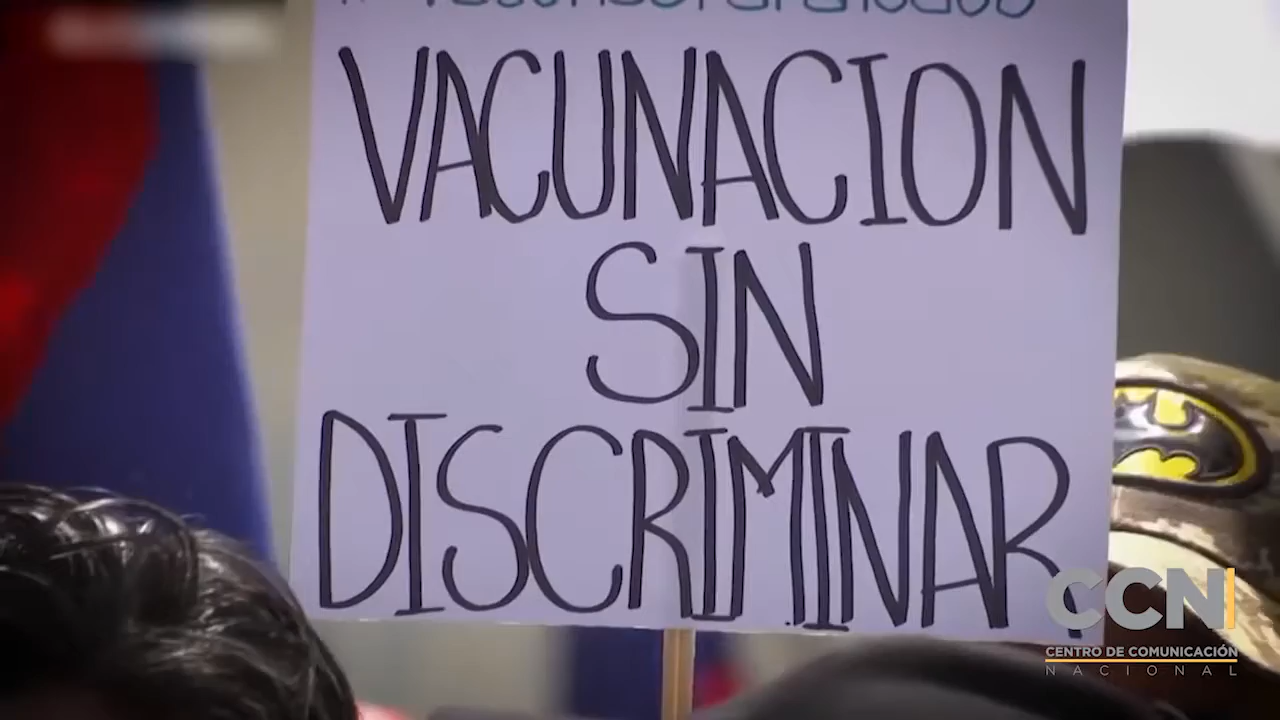 VACUNACION
SIN
DISCRIMINAR
CCN
CENTRO DE COMUNICACIÓN
NACIONAL